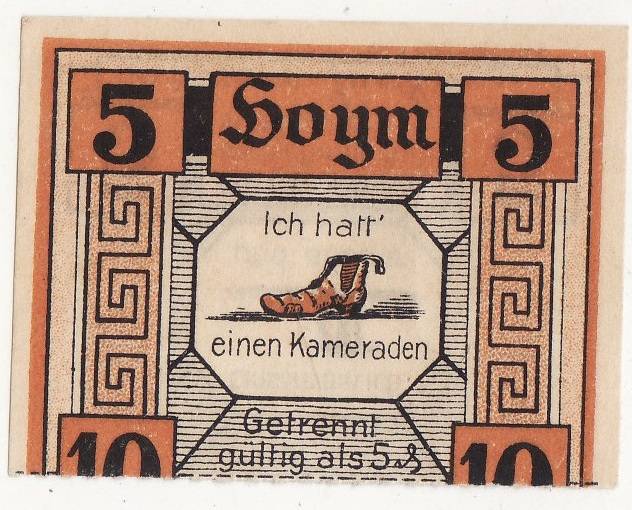 5 Hoym 5
Ich hatt'
einen Kameraden
Getrennt
gültig als 5 ₰
10 10